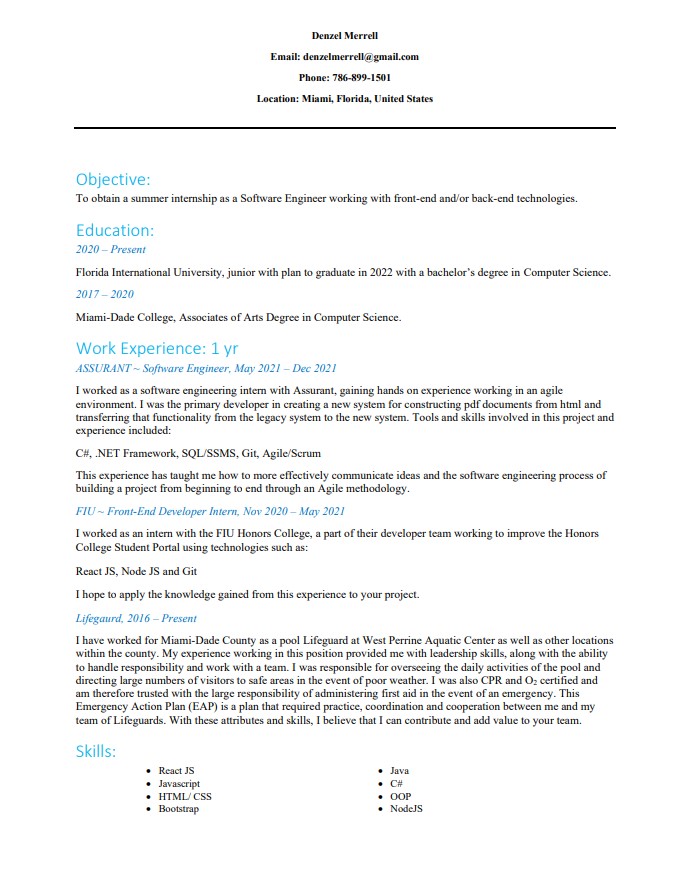 Denzel Merrell
Email: denzelmerrell@gmail.com
Phone: 786-899-1501
Location: Miami, Florida, United States
Objective:
To obtain a summer internship as a Software Engineer working with front-end and/or back-end technologies.
Education:
2020 – Present
Florida International University, junior with plan to graduate in 2022 with a bachelor’s degree in Computer Science.
2017 – 2020
Miami-Dade College, Associates of Arts Degree in Computer Science.
Work Experience: 1 yr
ASSURANT ~ Software Engineer, May 2021 – Dec 2021
I worked as a software engineering intern with Assurant, gaining hands on experience working in an agile
environment. I was the primary developer in creating a new system for constructing pdf documents from html and
transferring that functionality from the legacy system to the new system. Tools and skills involved in this project and
experience included:
C#, .NET Framework, SQL/SSMS, Git, Agile/Scrum
This experience has taught me how to more effectively communicate ideas and the software engineering process of
building a project from beginning to end through an Agile methodology.
FIU ~ Front-End Developer Intern, Nov 2020 – May 2021
I worked as an intern with the FIU Honors College, a part of their developer team working to improve the Honors
College Student Portal using technologies such as:
React JS, Node JS and Git
I hope to apply the knowledge gained from this experience to your project.
Lifegaurd, 2016 – Present
I have worked for Miami-Dade County as a pool Lifeguard at West Perrine Aquatic Center as well as other locations
within the county. My experience working in this position provided me with leadership skills, along with the ability
to handle responsibility and work with a team. I was responsible for overseeing the daily activities of the pool and
directing large numbers of visitors to safe areas in the event of poor weather. I was also CPR and O₂ certified and
am therefore trusted with the large responsibility of administering first aid in the event of an emergency. This
Emergency Action Plan (EAP) is a plan that required practice, coordination and cooperation between me and my
team of Lifeguards. With these attributes and skills, I believe that I can contribute and add value to your team.
Skills:
• React JS
• Javascript
• HTML/ CSS
• Bootstrap
• Java
• C#
• OOP
• NodeJS